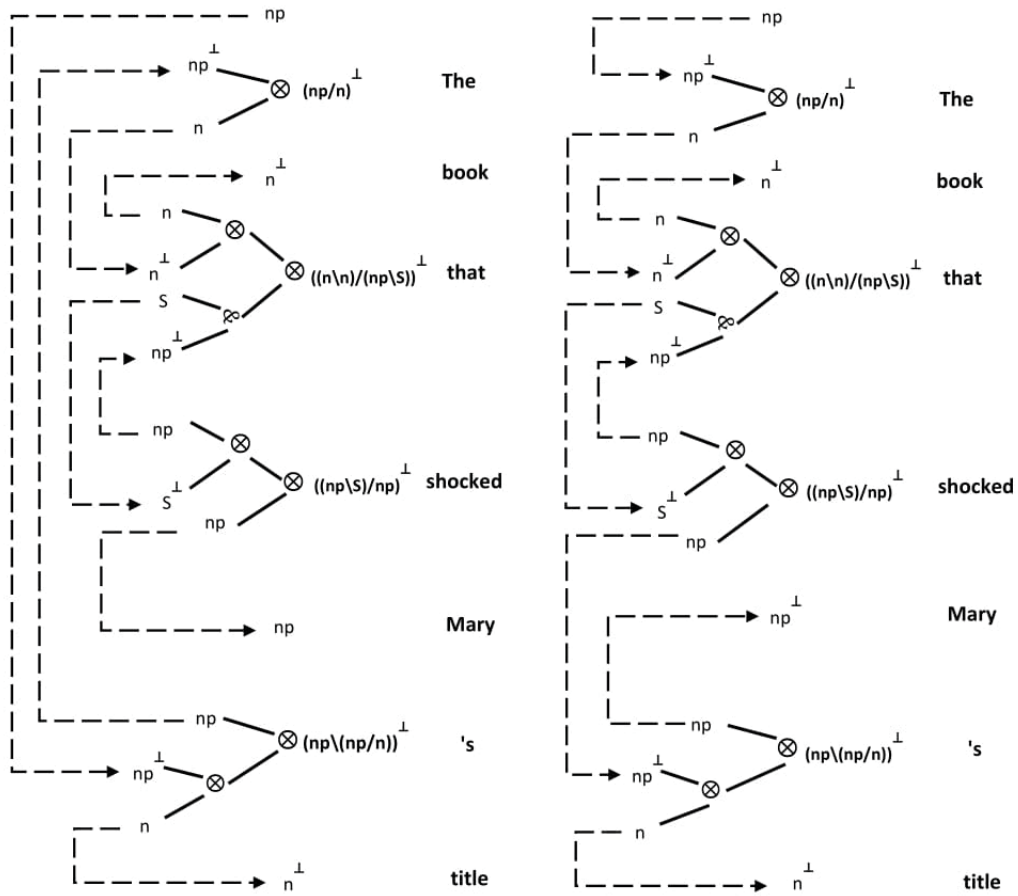 np
np⊥ ⊗ (np/n)⊥ The
n
n⊥ book
n ⊗
n⊥ ⊗ ((n\n)/(np\S))⊥ that
S ⅋
np⊥
np ⊗
S⊥ ⊗ ((np\S)/np)⊥ shocked
np
np Mary
np ⊗ (np\(np/n))⊥ 's
np⊥ ⊗
n
n⊥ title
np
np⊥ ⊗ (np/n)⊥ The
n
n⊥ book
n ⊗
n⊥ ⊗ ((n\n)/(np\S))⊥ that
S ⅋
np⊥
np ⊗
S⊥ ⊗ ((np\S)/np)⊥ shocked
np
np⊥ Mary
np ⊗ (np\(np/n))⊥ 's
np⊥ ⊗
n
n⊥ title